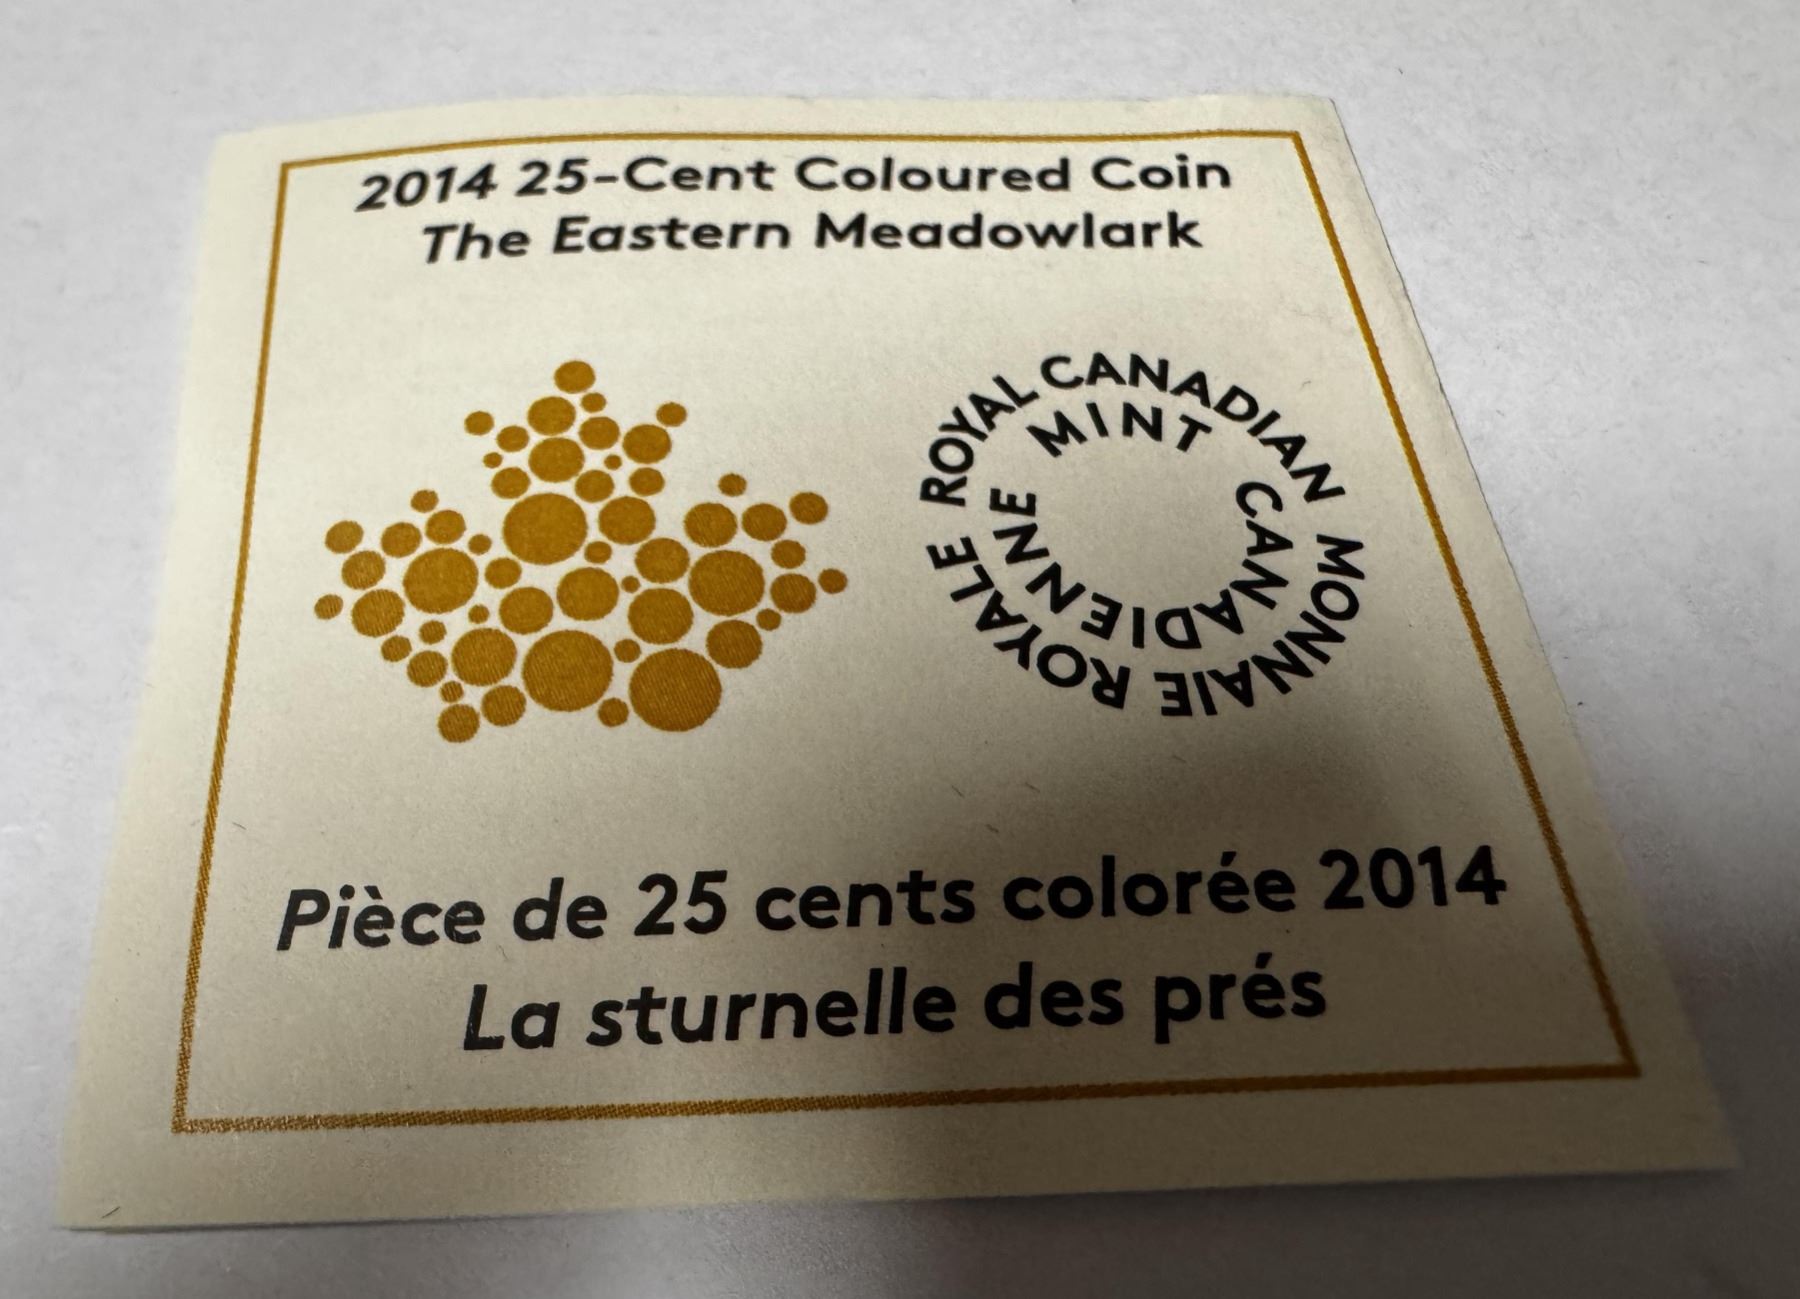 2014 25-Cent Coloured Coin
The Eastern Meadowlark
ROYAL CANADIAN MONNAIE ROYALE
MINT CANADIENNE
Pièce de 25 cents colorée 2014
La sturnelle des prés